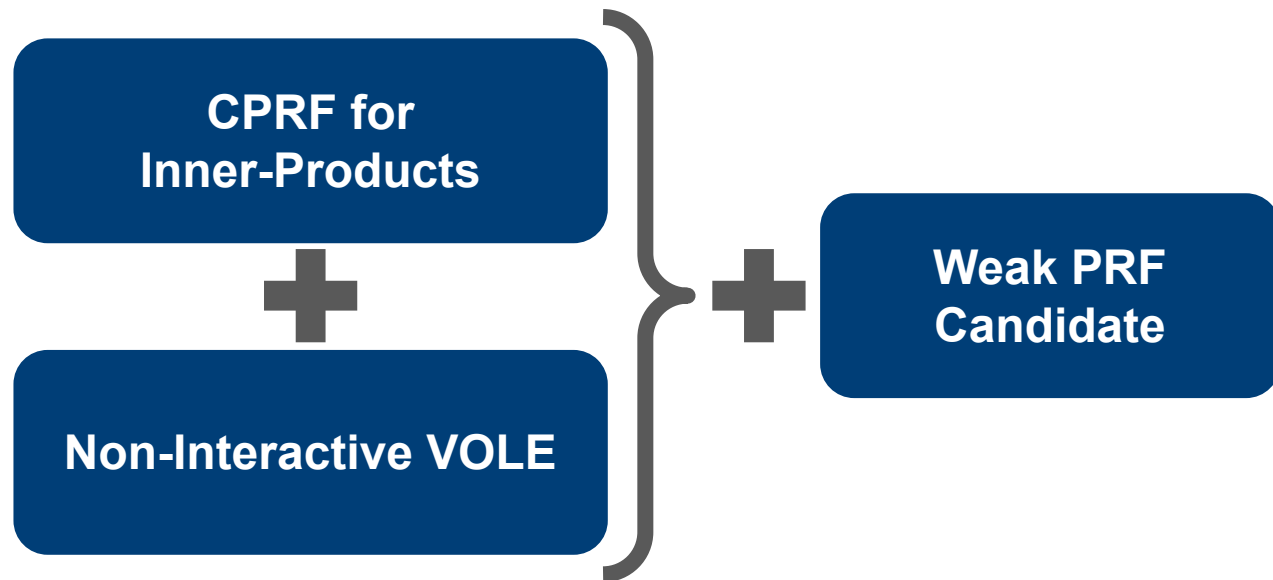 CPRF for
Inner-Products
Non-Interactive VOLE
Weak PRF
Candidate